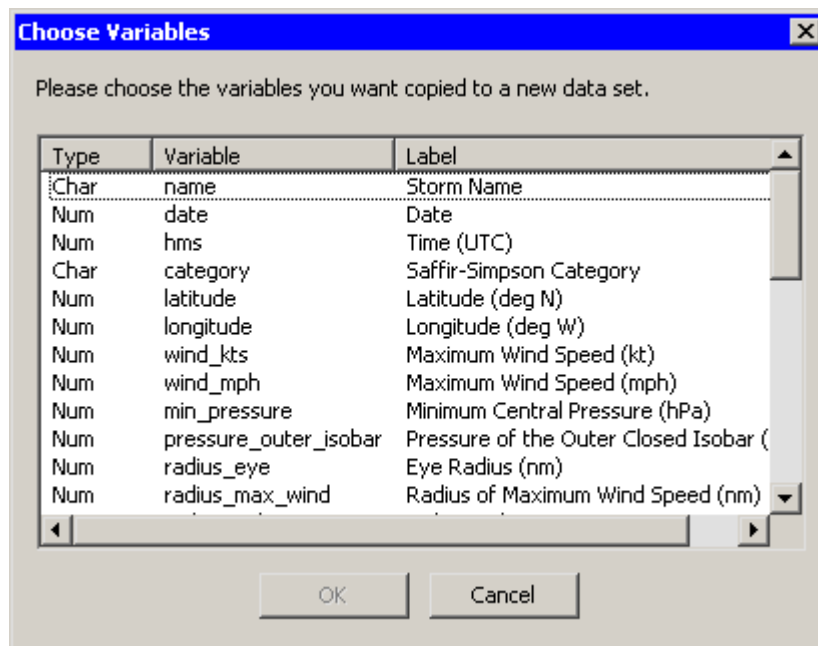 Choose Variables
Please choose the variables you want copied to a new data set.
Type Variable Label
Char name Storm Name
Num date Date
Num hms Time (UTC)
Char category Saffir-Simpson Category
Num latitude Latitude (deg N)
Num longitude Longitude (deg W)
Num wind_kts Maximum Wind Speed (kt)
Num wind_mph Maximum Wind Speed (mph)
Num min_pressure Minimum Central Pressure (hPa)
Num pressure_outer_isobar Pressure of the Outer Closed Isobar (
Num radius_eye Eye Radius (nm)
Num radius_max_wind Radius of Maximum Wind Speed (nm)
OK Cancel